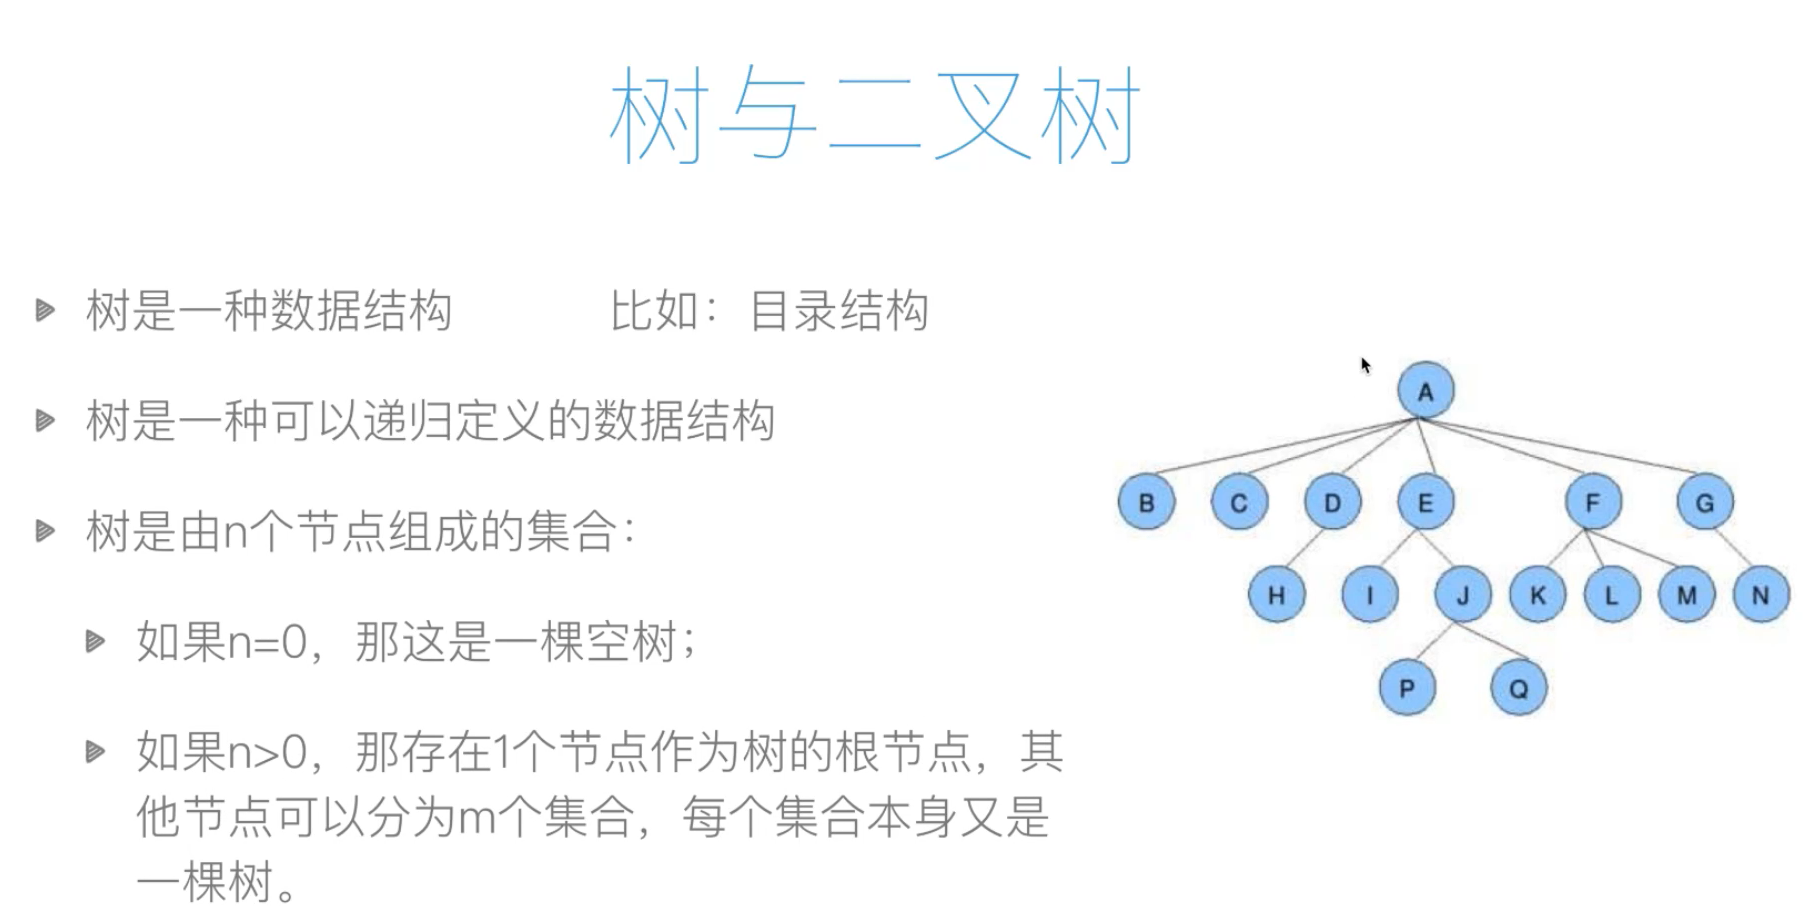 树与二叉树
树是一种数据结构 比如：目录结构
树是一种可以递归定义的数据结构
树是由n个节点组成的集合：
如果n=0，那这是一棵空树；
如果n>0，那存在1个节点作为树的根节点，其
他节点可以分为m个集合，每个集合本身又是
一棵树。
A
B C D E F G
H I J K L M N
P Q